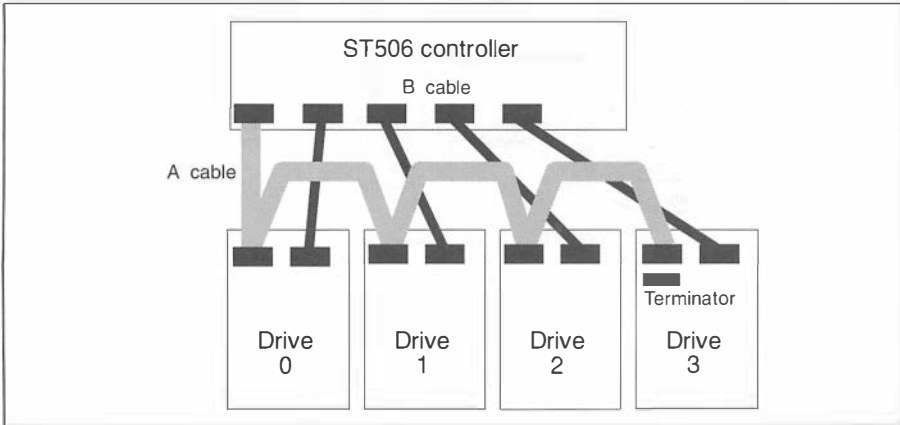 ST506 controller
B cable
A cable
Terminator
Drive
0
Drive
1
Drive
2
Drive
3